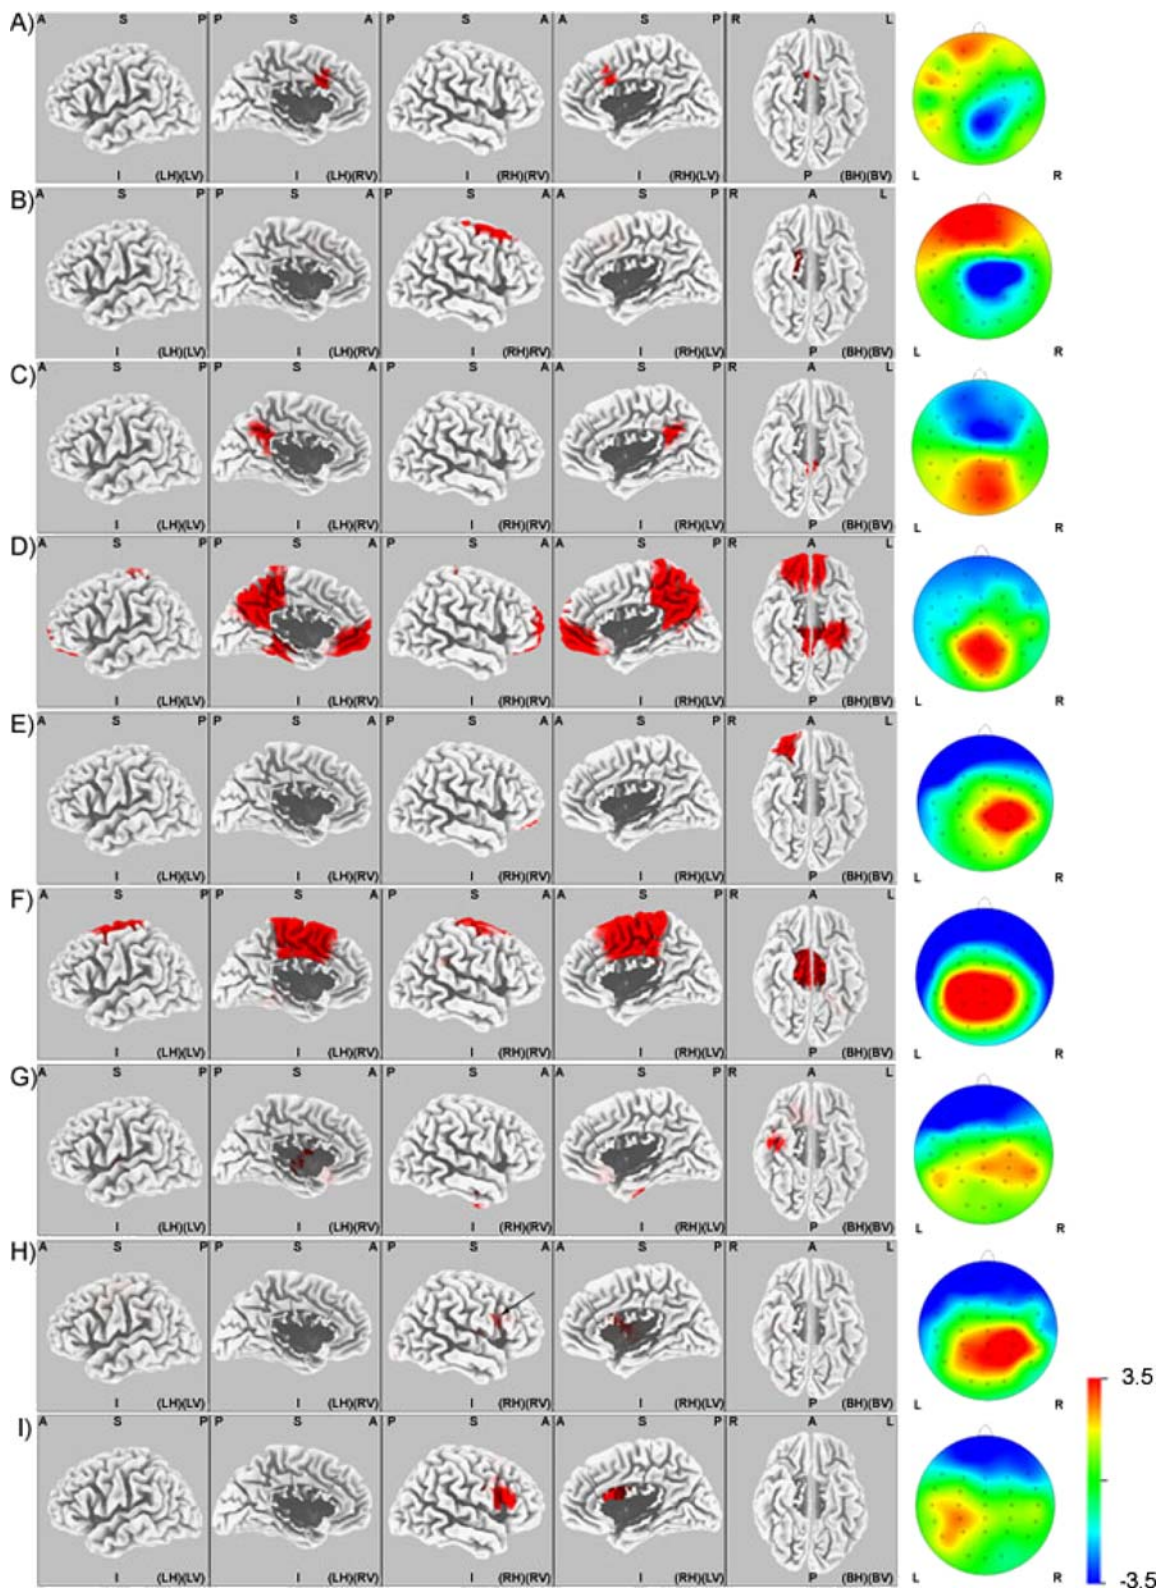 A) A S P P S A P S A A S P R A L
I (LH)(LV) I (LH)(RV) I (RH)(RV) I (RH)(LV) P (BH)(BV) L R
B) A S P P S A P S A A S P R A L
I (LH)(LV) I (LH)(RV) I (RH)(RV) I (RH)(LV) P (BH)(BV) L R
C) A S P P S A P S A A S P R A L
I (LH)(LV) I (LH)(RV) I (RH)(RV) I (RH)(LV) P (BH)(BV) L R
D) A S P P S A P S A A S P R A L
I (LH)(LV) I (LH)(RV) I (RH)(RV) I (RH)(LV) P (BH)(BV) L R
E) A S P P S A P S A A S P R A L
I (LH)(LV) I (LH)(RV) I (RH)(RV) I (RH)(LV) P (BH)(BV) L R
F) A S P P S A P S A A S P R A L
I (LH)(LV) I (LH)(RV) I (RH)(RV) I (RH)(LV) P (BH)(BV) L R
G) A S P P S A P S A A S P R A L
I (LH)(LV) I (LH)(RV) I (RH)(RV) I (RH)(LV) P (BH)(BV) L R
H) A S P P S A P S A A S P R A L
3.5
I (LH)(LV) I (LH)(RV) I (RH)(RV) I (RH)(LV) P (BH)(BV) L R
I) A S P P S A P S A A S P R A L
I (LH)(LV) I (LH)(RV) I (RH)(RV) I (RH)(LV) P (BH)(BV) L R
-3.5